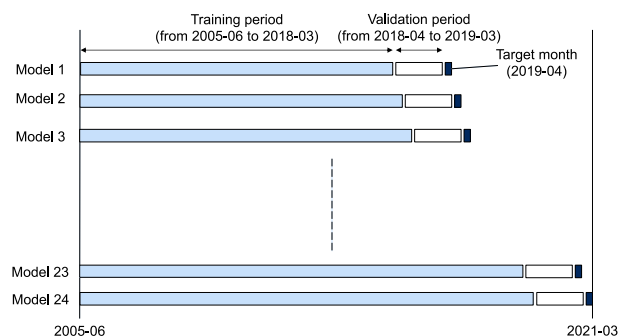 Training period
(from 2005-06 to 2018-03)
Validation period
(from 2018-04 to 2019-03)
Target month
(2019-04)
Model 1
Model 2
Model 3
Model 23
Model 24
2005-06
2021-03